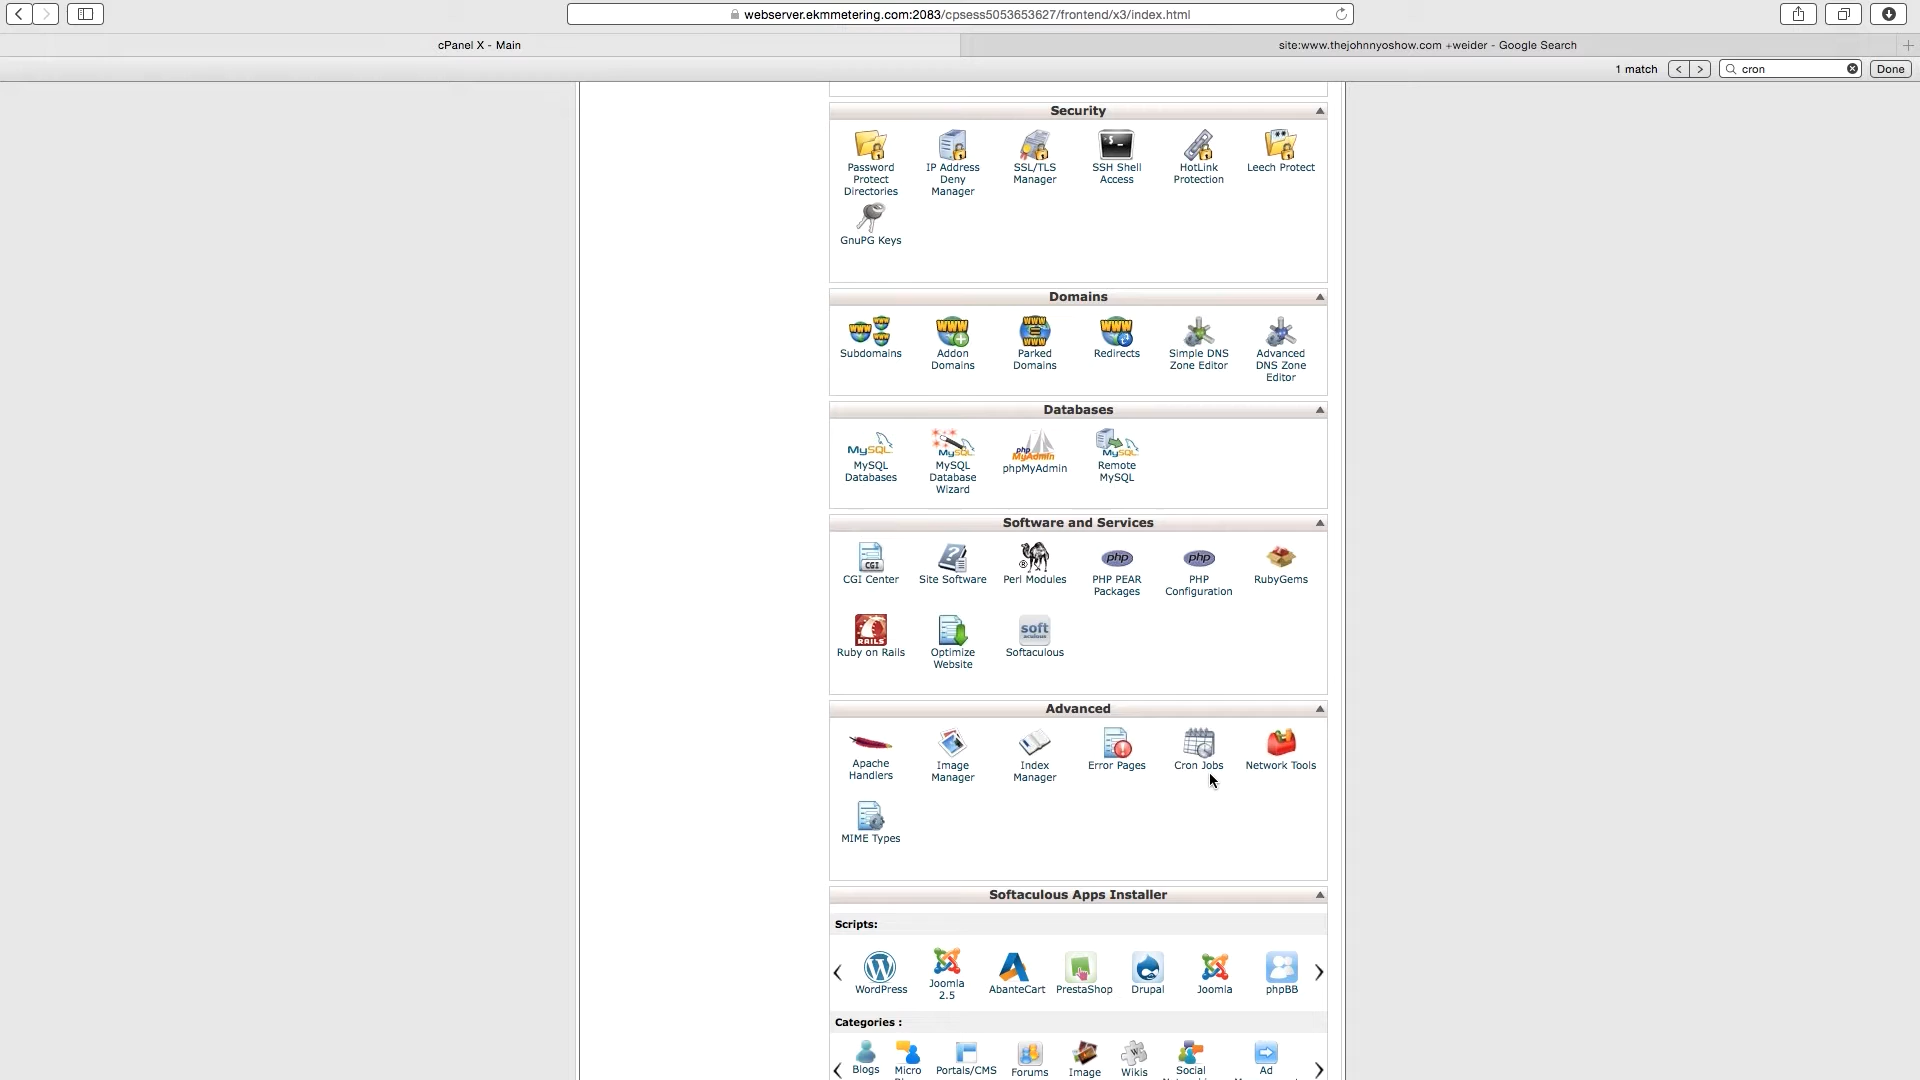 webserver.ekmmetering.com:2083/cpsess5053653627/frontend/x3/index.html
cPanel X - Main
site:www.thejohnnyoshow.com +weider - Google Search
1 match
cron
Done
Security
Password
Protect
Directories
IP Address
Deny
Manager
SSL/TLS
Manager
SSH Shell
Access
HotLink
Protection
Leech Protect
GnuPG Keys
Domains
Subdomains
Addon
Domains
Parked
Domains
Redirects
Simple DNS
Zone Editor
Advanced
DNS Zone
Editor
Databases
MySQL
Databases
MySQL
Database
Wizard
phpMyAdmin
Remote
MySQL
Software and Services
CGI Center
Site Software
Perl Modules
PHP PEAR
Packages
PHP
Configuration
RubyGems
Ruby on Rails
Optimize
Website
Softaculous
Advanced
Apache
Handlers
Image
Manager
Index
Manager
Error Pages
Cron Jobs
Network Tools
MIME Types
Softaculous Apps Installer
Scripts:
WordPress
Joomla
2.5
AbanteCart
PrestaShop
Drupal
Joomla
phpBB
Categories :
Blogs
Micro
Portals/CMS
Forums
Image
Wikis
Social
Ad